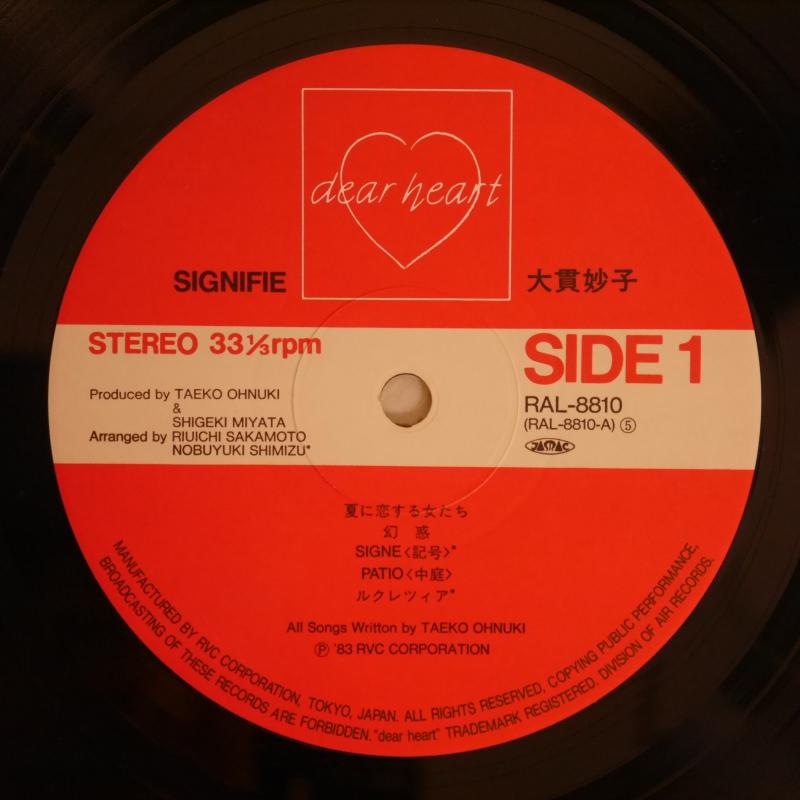 dear heart
SIGNIFIE
大貫妙子
STEREO 33⅓rpm
SIDE 1
Produced by TAEKO OHNUKI
&
SHIGEKI MIYATA
Arranged by RIUICHI SAKAMOTO
NOBUYUKI SHIMIZU*
RAL-8810
(RAL-8810-A) ⑤
JASRAC
夏に恋する女たち
幻 惑
SIGNE〈記号〉*
PATIO〈中庭〉
ルクレツィア*
All Songs Writton by TAEKO OHNUKI
Ⓟ '83 RVC CORPORATION
MANUFACTURED BY RVC CORPORATION, TOKYO, JAPAN. ALL RIGHTS RESERVED, COPYING PUBLIC PERFORMANCE,
BROADCASTING OF THESE RECORDS ARE FORBIDDEN. "dear heart" TRADEMARK REGISTERED. DIVISION OF AIR RECORDS.